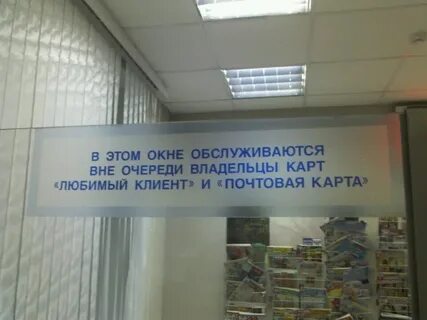 В ЭТОМ ОКНЕ ОБСЛУЖИВАЮТСЯ
ВНЕ ОЧЕРЕДИ ВЛАДЕЛЬЦЫ КАРТ
«ЛЮБИМЫЙ КЛИЕНТ» И «ПОЧТОВАЯ КАРТА»